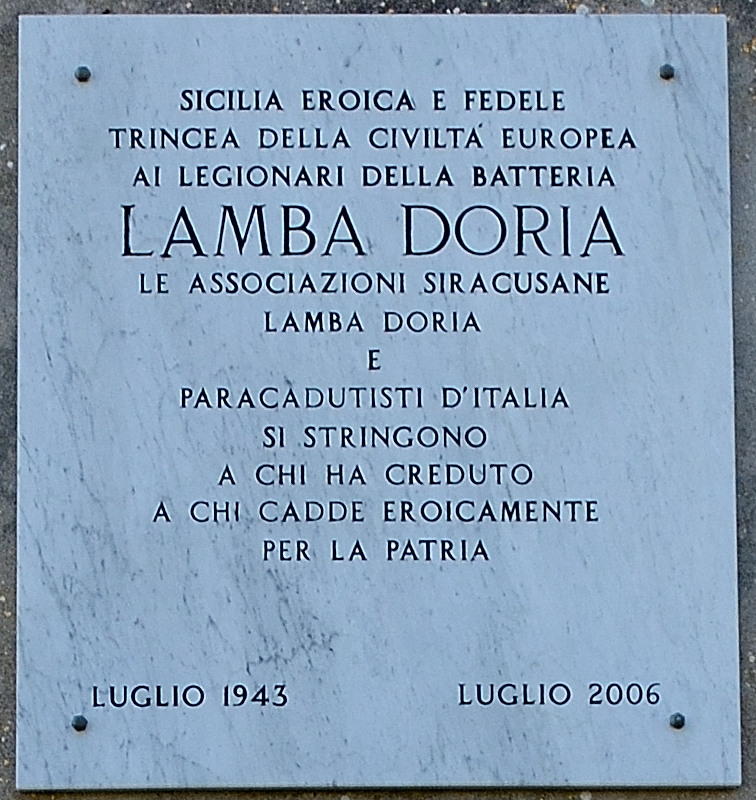 SICILIA EROICA E FEDELE
TRINCEA DELLA CIVILTÀ EUROPEA
AI LEGIONARI DELLA BATTERIA
LAMBA DORIA
LE ASSOCIAZIONI SIRACUSANE
LAMBA DORIA
E
PARACADUTISTI D'ITALIA
SI STRINGONO
A CHI HA CREDUTO
A CHI CADDE EROICAMENTE
PER LA PATRIA
LUGLIO 1943 LUGLIO 2006